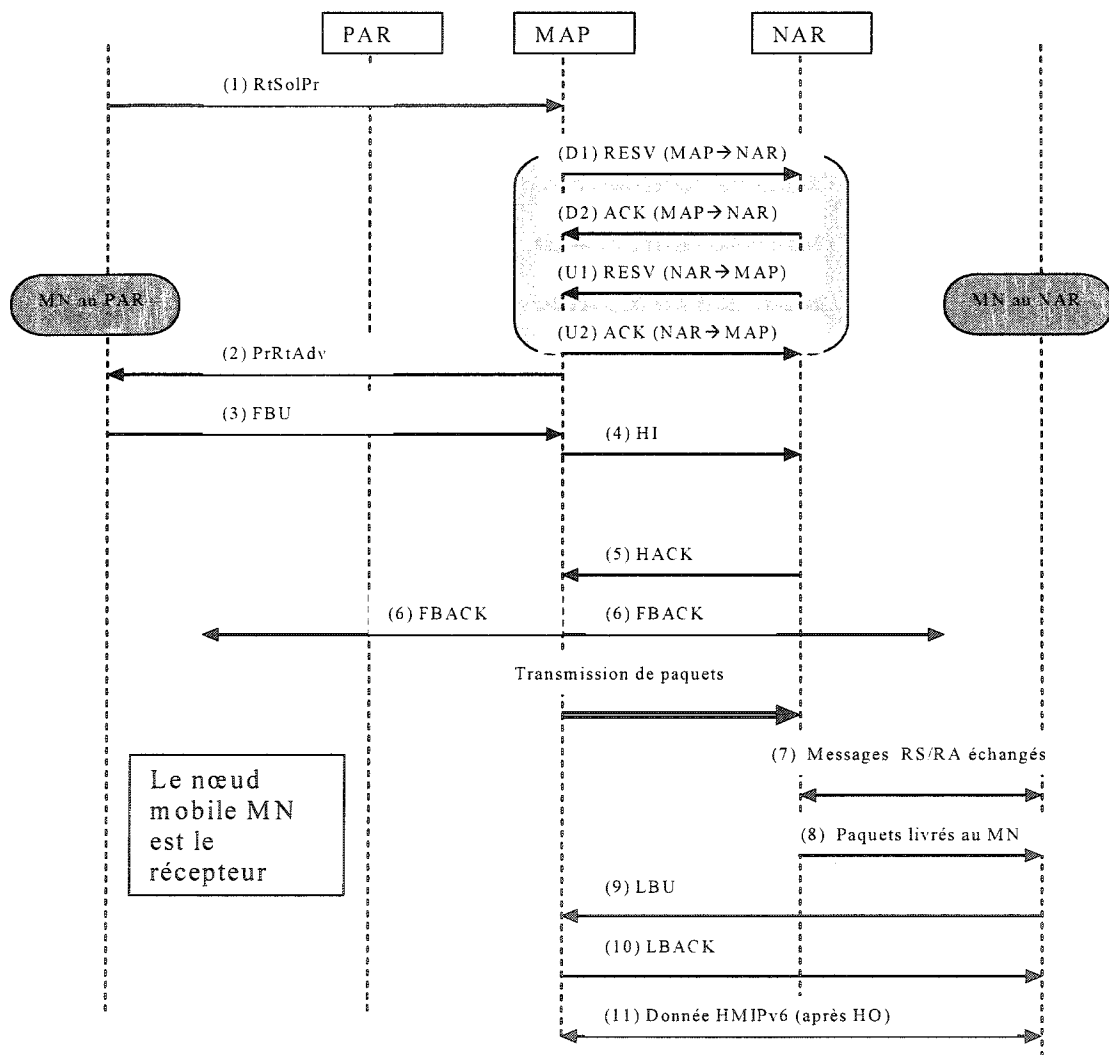 PAR MAP NAR
(1) RtSolPr
(D1) RESV (MAP→NAR)
(D2) ACK (MAP→NAR)
(U1) RESV (NAR→MAP)
MN au PAR
MN au NAR
(U2) ACK (NAR→MAP)
(2) PrRtAdv
(3) FBU
(4) HI
(5) HACK
(6) FBACK (6) FBACK
Transmission de paquets
(7) Messages RS/RA échangés
Le nœud
mobile MN
est le
récepteur
(8) Paquets livrés au MN
(9) LBU
(10) LBACK
(11) Donnée HMIPv6 (après HO)